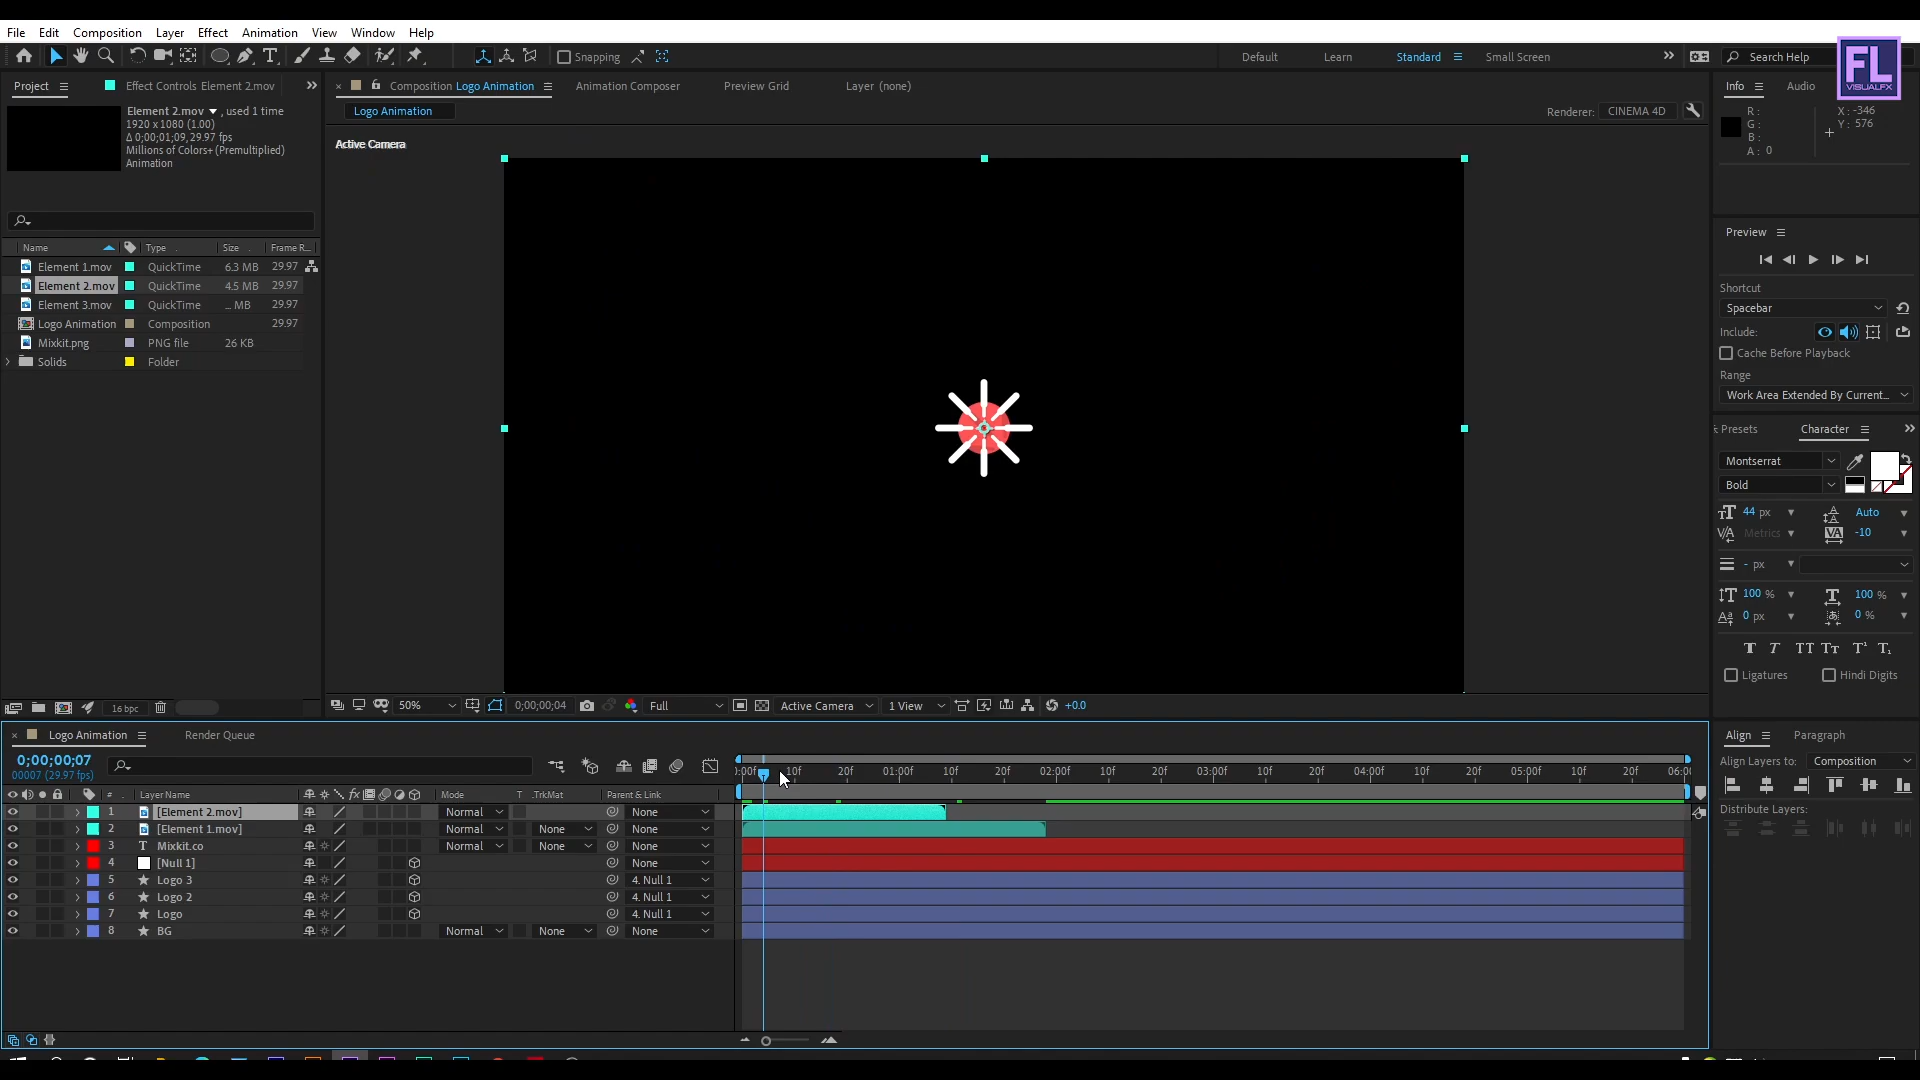 File Edit Composition Layer Effect Animation View Window Help
Snapping
Default Learn Standard Small Screen
Search Help
FL
VISUALFX
Project
Effect Controls Element 2.mov
Composition Logo Animation
Animation Composer
Preview Grid
Layer (none)
Logo Animation
Renderer: CINEMA 4D
Active Camera
Element 2.mov, used 1 time
1920 x 1080 (1.00)
Δ 0;00;01;09, 29.97 fps
Millions of Colors+ (Premultiplied)
Animation
Name Type Size Frame R...
Element 1.mov QuickTime 6.3 MB 29.97
Element 2.mov QuickTime 4.5 MB 29.97
Element 3.mov QuickTime ... MB 29.97
Logo Animation Composition 29.97
Mixkit.png PNG file 26 KB
Solids Folder
16 bpc
50% 0;00;00;04 Full Active Camera 1 View +0.0
Info Audio
R :
G :
B :
A : 0
X : -346
Y : 576
Preview
Shortcut
Spacebar
Include:
Cache Before Playback
Range
Work Area Extended By Current...
Presets Character
Montserrat
Bold
44 px Auto
Metrics -10
- px
100 % 100 %
0 px 0 %
T T TT Tт T¹ T₁
Ligatures Hindi Digits
Align Paragraph
Align Layers to: Composition
Distribute Layers:
Logo Animation Render Queue
0;00;00;07
00007 (29.97 fps)
# Layer Name Mode T .TrkMat Parent & Link
1 [Element 2.mov] Normal None
2 [Element 1.mov] Normal None None
3 T Mixkit.co Normal None None
4 [Null 1] None
5 Logo 3 4. Null 1
6 Logo 2 4. Null 1
7 Logo 4. Null 1
8 BG Normal None None
):00f 10f 20f 01:00f 10f 20f 02:00f 10f 20f 03:00f 10f 20f 04:00f 10f 20f 05:00f 10f 20f 06:0